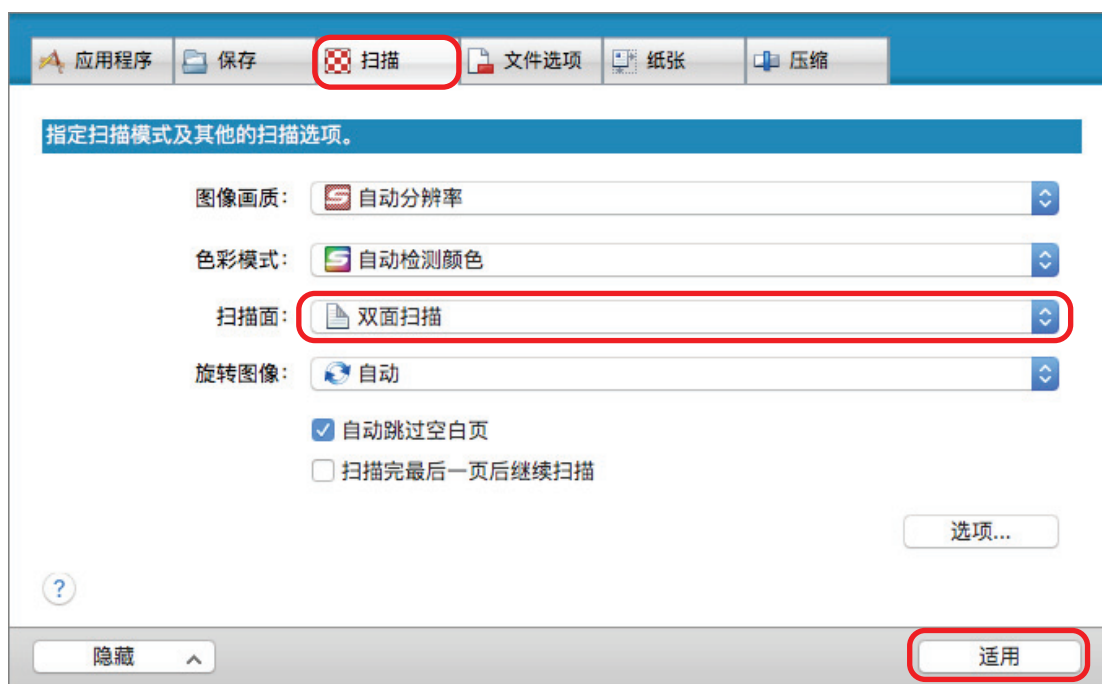 应用程序 保存 扫描 文件选项 纸张 压缩
指定扫描模式及其他的扫描选项。
图像画质： 自动分辨率
色彩模式： 自动检测颜色
扫描面： 双面扫描
旋转图像： 自动
自动跳过空白页
扫描完最后一页后继续扫描
选项...
?
隐藏 适用